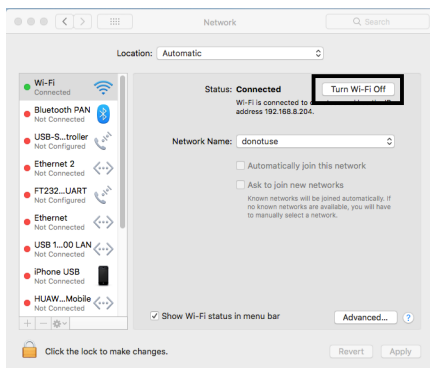 Network
Search
Location: Automatic
Wi-Fi
Connected
Bluetooth PAN
Not Connected
USB-S...troller
Not Configured
Ethernet 2
Not Connected
FT232...UART
Not Configured
Ethernet
Not Connected
USB 1...00 LAN
Not Connected
iPhone USB
Not Connected
HUAW...Mobile
Not Connected
Status: Connected
Turn Wi-Fi Off
Wi-Fi is connected to
address 192.168.8.204.
Network Name: donotuse
Automatically join this network
Ask to join new networks
Known networks will be joined automatically. If
no known networks are available, you will have
to manually select a network.
Show Wi-Fi status in menu bar
Advanced...
?
Click the lock to make changes.
Revert
Apply